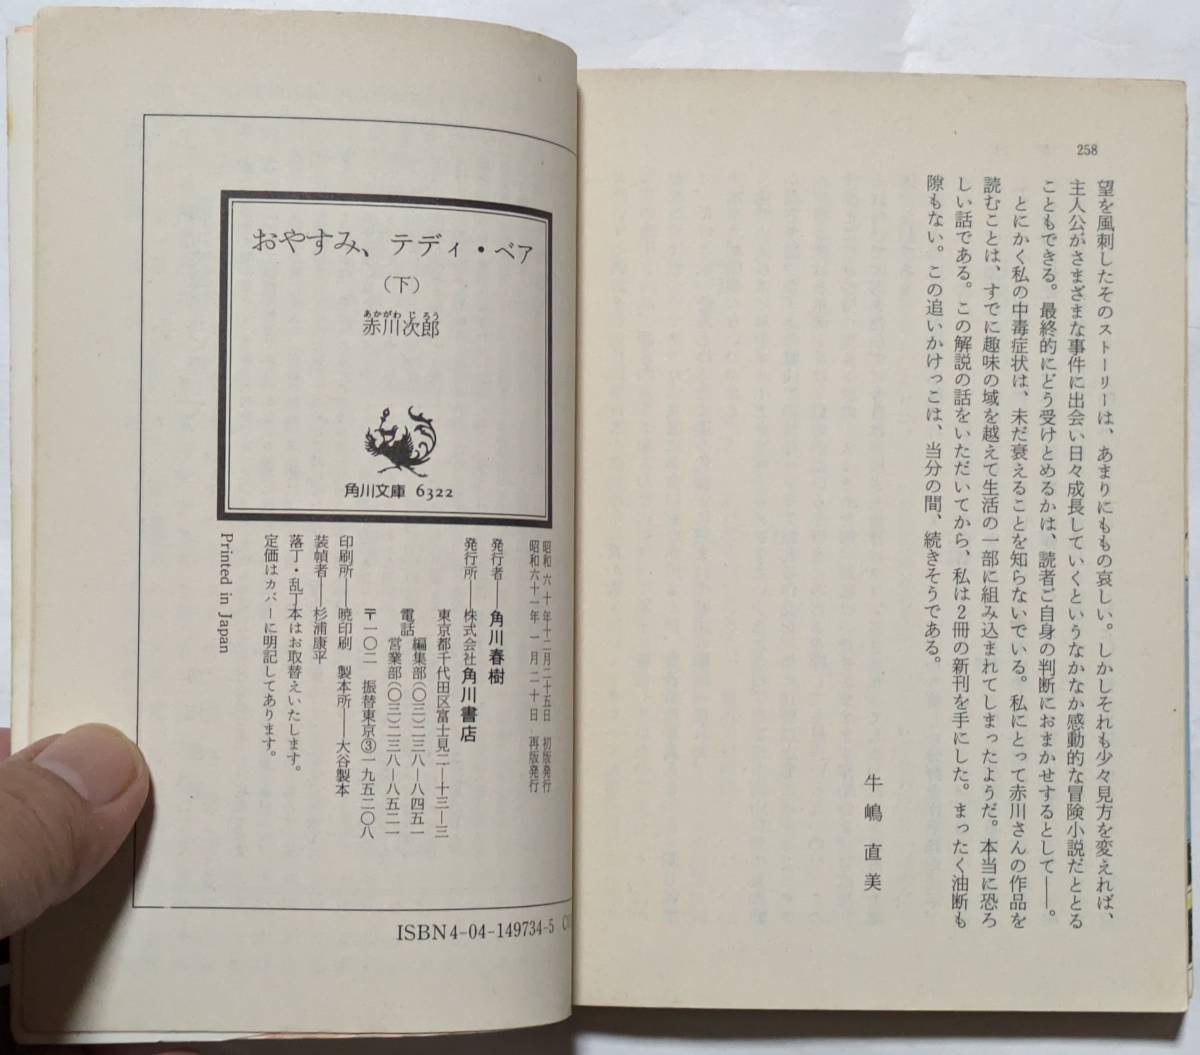 258
望を風刺したそのストーリーは、あまりにももの哀しい。しかしそれも少々見方を変えれば、
主人公がさまざまな事件に出会い日々成長していくというなかなか感動的な冒険小説だととる
こともできる。最終的にどう受けとめるかは、読者ご自身の判断におまかせするとして――。
とにかく私の中毒症状は、未だ衰えることを知らないでいる。私にとって赤川さんの作品を
読むことは、すでに趣味の域を越えて生活の一部に組み込まれてしまったようだ。本当に恐ろ
しい話である。この解説の話をいただいてから、私は2冊の新刊を手にした。まったく油断も
隙もない。この追いかけっこは、当分の間、続きそうである。
牛嶋直美
おやすみ、テディ・ベア
(下)
あかがわじろう
赤川次郎
角川文庫 6322
昭和六十年十二月二十五日 初版発行
昭和六十一年一月二十日 再版発行
発行者――角川春樹
発行所――株式会社角川書店
東京都千代田区富士見二―十三―三
電話 編集部(〇三)二三八―八四五一
営業部(〇三)二三八―八五二一
〒一〇二 振替東京③一九五二〇八
印刷所――暁印刷 製本所――大谷製本
装幀者――杉浦康平
落丁・乱丁本はお取替えいたします。
定価はカバーに明記してあります。
Printed in Japan
ISBN4-04-149734-5